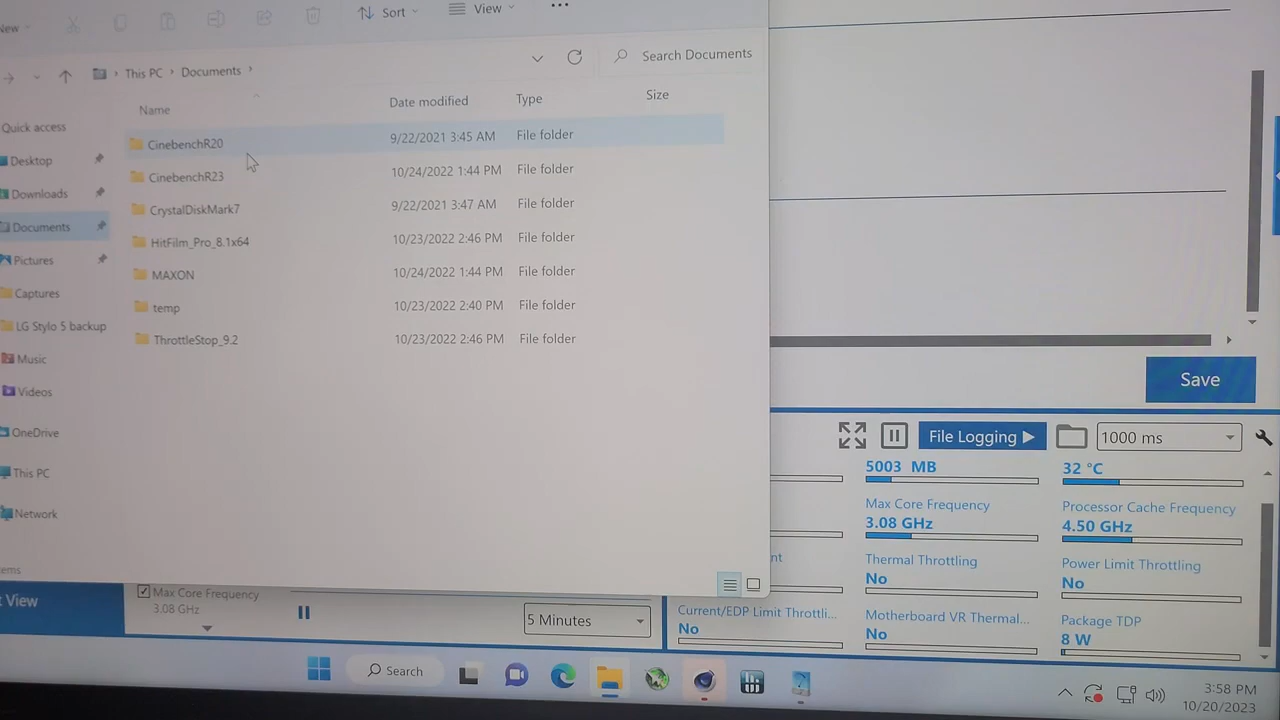 New
Sort
View
...
This PC > Documents >
Search Documents
Name
Date modified
Type
Size
CinebenchR20 9/22/2021 3:45 AM File folder
CinebenchR23 10/24/2022 1:44 PM File folder
CrystalDiskMark7 9/22/2021 3:47 AM File folder
HitFilm_Pro_8.1x64 10/23/2022 2:46 PM File folder
MAXON 10/24/2022 1:44 PM File folder
temp 10/23/2022 2:40 PM File folder
ThrottleStop_9.2 10/23/2022 2:46 PM File folder
Quick access
Desktop
Downloads
Documents
Pictures
Captures
LG Stylo 5 backup
Music
Videos
OneDrive
This PC
Network
ems
Save
File Logging
1000 ms
5003 MB
32 °C
Max Core Frequency
3.08 GHz
Processor Cache Frequency
4.50 GHz
nt
Thermal Throttling
No
Power Limit Throttling
No
Current/EDP Limit Throttli...
No
Motherboard VR Thermal...
No
Package TDP
8 W
t View
Max Core Frequency
3.08 GHz
5 Minutes
Search
3:58 PM
10/20/2023